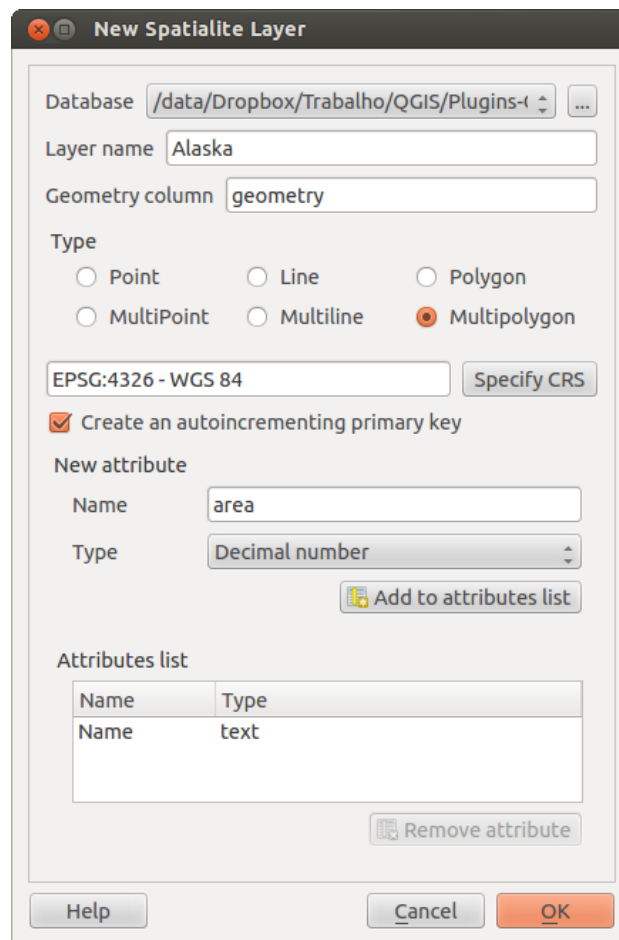 New Spatialite Layer
Database /data/Dropbox/Trabalho/QGIS/Plugins-( ...
Layer name Alaska
Geometry column geometry
Type
Point Line Polygon
MultiPoint Multiline Multipolygon
EPSG:4326 - WGS 84 Specify CRS
Create an autoincrementing primary key
New attribute
Name area
Type Decimal number
Add to attributes list
Attributes list
Name Type
Name text
Remove attribute
Help Cancel OK